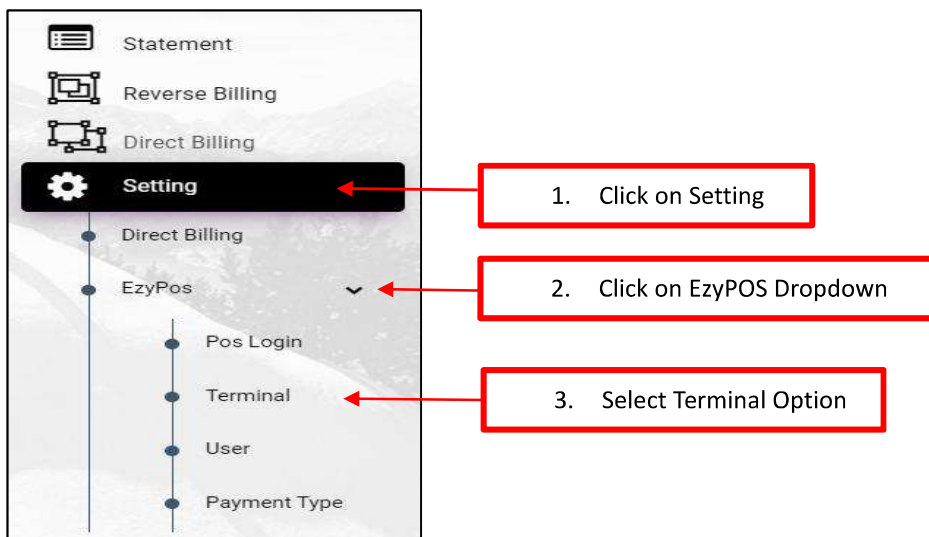 Statement
Reverse Billing
Direct Billing
Setting
1. Click on Setting
Direct Billing
EzyPos
2. Click on EzyPOS Dropdown
Pos Login
Terminal
3. Select Terminal Option
User
Payment Type